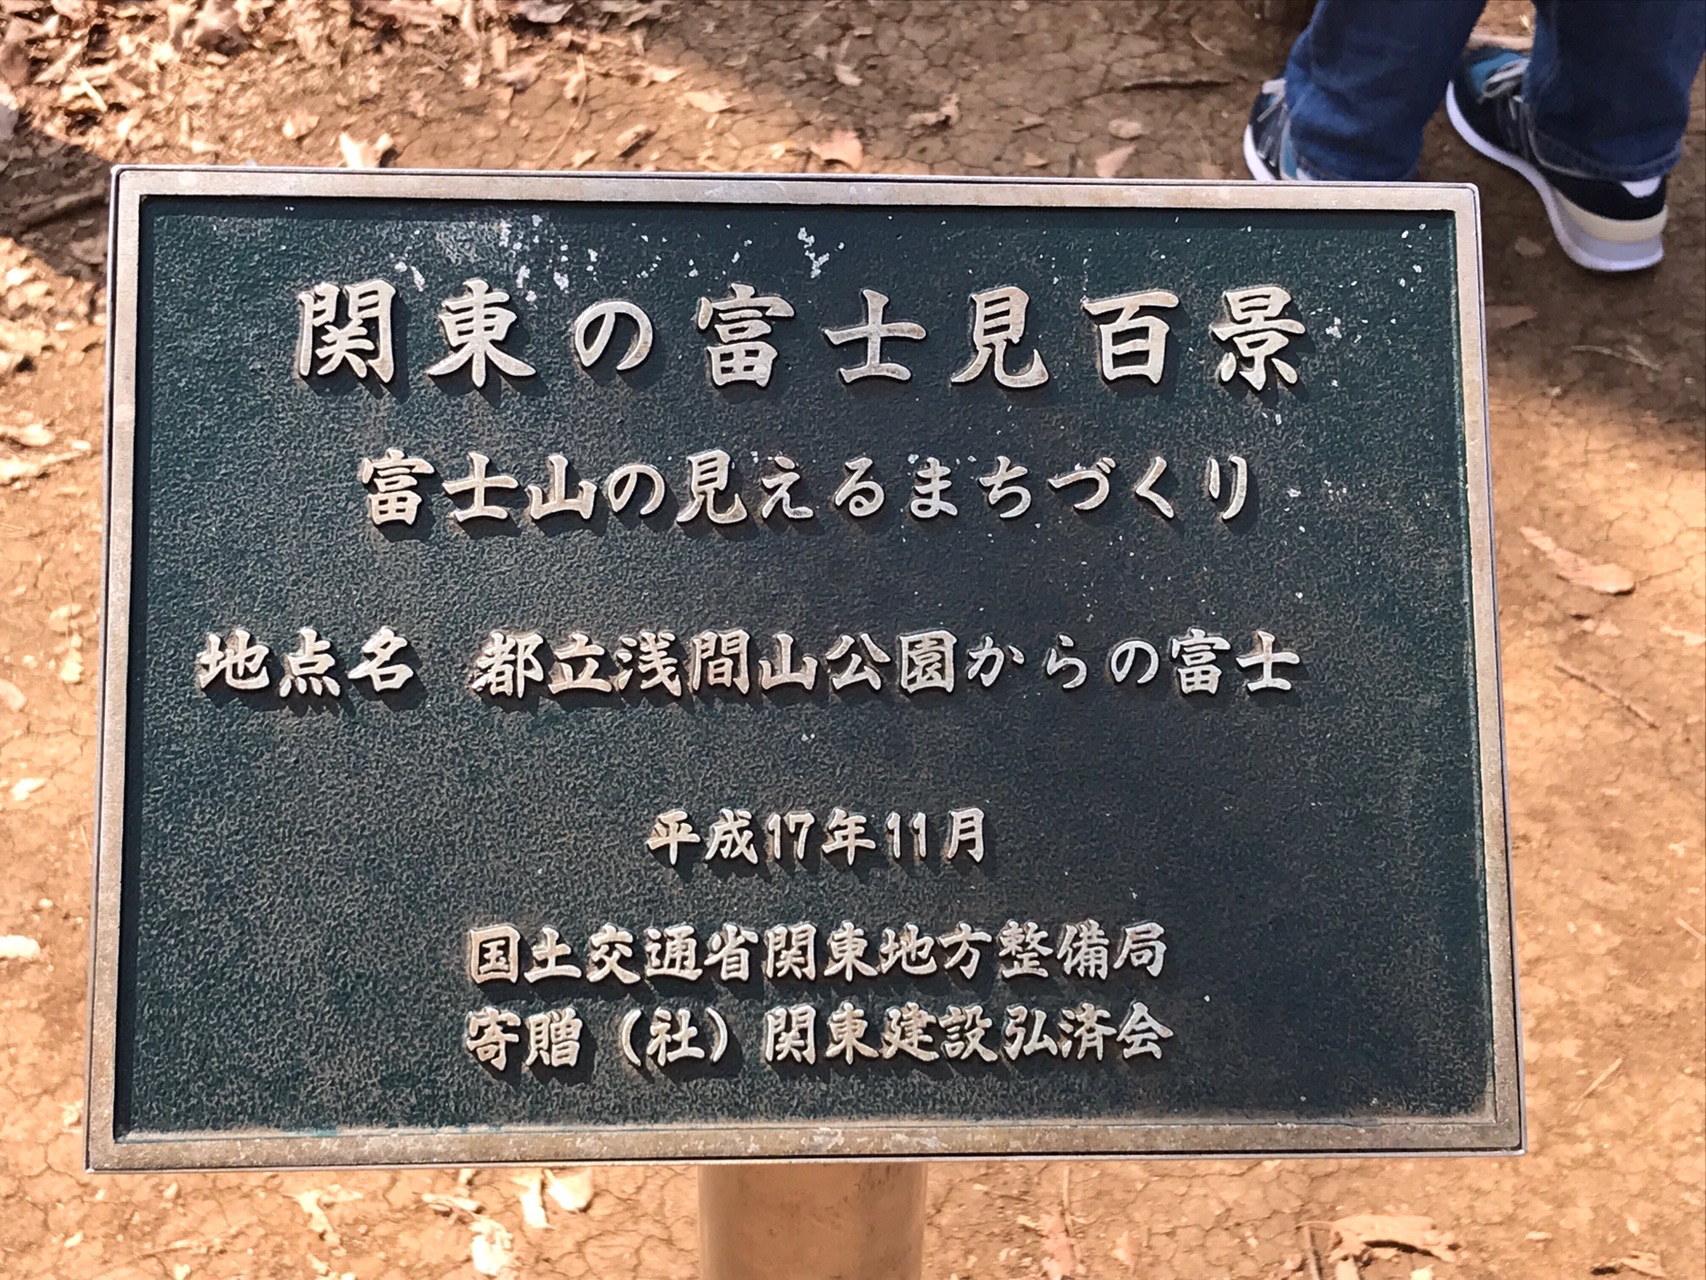 関東の富士見百景
富士山の見えるまちづくり
地点名 都立浅間山公園からの富士
平成17年11月
国土交通省関東地方整備局
寄贈（社）関東建設弘済会